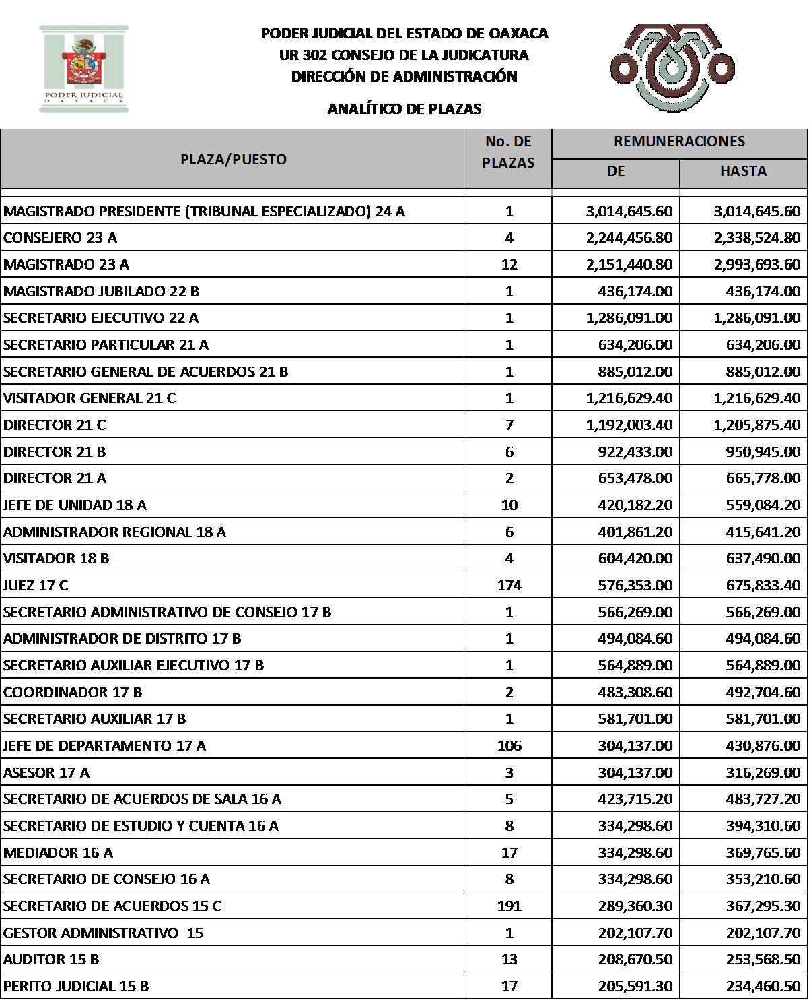 PODER JUDICIAL
OAXACA
PODER JUDICIAL DEL ESTADO DE OAXACA
UR 302 CONSEJO DE LA JUDICATURA
DIRECCIÓN DE ADMINISTRACIÓN
ANALÍTICO DE PLAZAS
PLAZA/PUESTO No. DE PLAZAS REMUNERACIONES
DE HASTA
MAGISTRADO PRESIDENTE (TRIBUNAL ESPECIALIZADO) 24 A 1 3,014,645.60 3,014,645.60
CONSEJERO 23 A 4 2,244,456.80 2,338,524.80
MAGISTRADO 23 A 12 2,151,440.80 2,993,693.60
MAGISTRADO JUBILADO 22 B 1 436,174.00 436,174.00
SECRETARIO EJECUTIVO 22 A 1 1,286,091.00 1,286,091.00
SECRETARIO PARTICULAR 21 A 1 634,206.00 634,206.00
SECRETARIO GENERAL DE ACUERDOS 21 B 1 885,012.00 885,012.00
VISITADOR GENERAL 21 C 1 1,216,629.40 1,216,629.40
DIRECTOR 21 C 7 1,192,003.40 1,205,875.40
DIRECTOR 21 B 6 922,433.00 950,945.00
DIRECTOR 21 A 2 653,478.00 665,778.00
JEFE DE UNIDAD 18 A 10 420,182.20 559,084.20
ADMINISTRADOR REGIONAL 18 A 6 401,861.20 415,641.20
VISITADOR 18 B 4 604,420.00 637,490.00
JUEZ 17 C 174 576,353.00 675,833.40
SECRETARIO ADMINISTRATIVO DE CONSEJO 17 B 1 566,269.00 566,269.00
ADMINISTRADOR DE DISTRITO 17 B 1 494,084.60 494,084.60
SECRETARIO AUXILIAR EJECUTIVO 17 B 1 564,889.00 564,889.00
COORDINADOR 17 B 2 483,308.60 492,704.60
SECRETARIO AUXILIAR 17 B 1 581,701.00 581,701.00
JEFE DE DEPARTAMENTO 17 A 106 304,137.00 430,876.00
ASESOR 17 A 3 304,137.00 316,269.00
SECRETARIO DE ACUERDOS DE SALA 16 A 5 423,715.20 483,727.20
SECRETARIO DE ESTUDIO Y CUENTA 16 A 8 334,298.60 394,310.60
MEDIADOR 16 A 17 334,298.60 369,765.60
SECRETARIO DE CONSEJO 16 A 8 334,298.60 353,210.60
SECRETARIO DE ACUERDOS 15 C 191 289,360.30 367,295.30
GESTOR ADMINISTRATIVO 15 1 202,107.70 202,107.70
AUDITOR 15 B 13 208,670.50 253,568.50
PERITO JUDICIAL 15 B 17 205,591.30 234,460.50